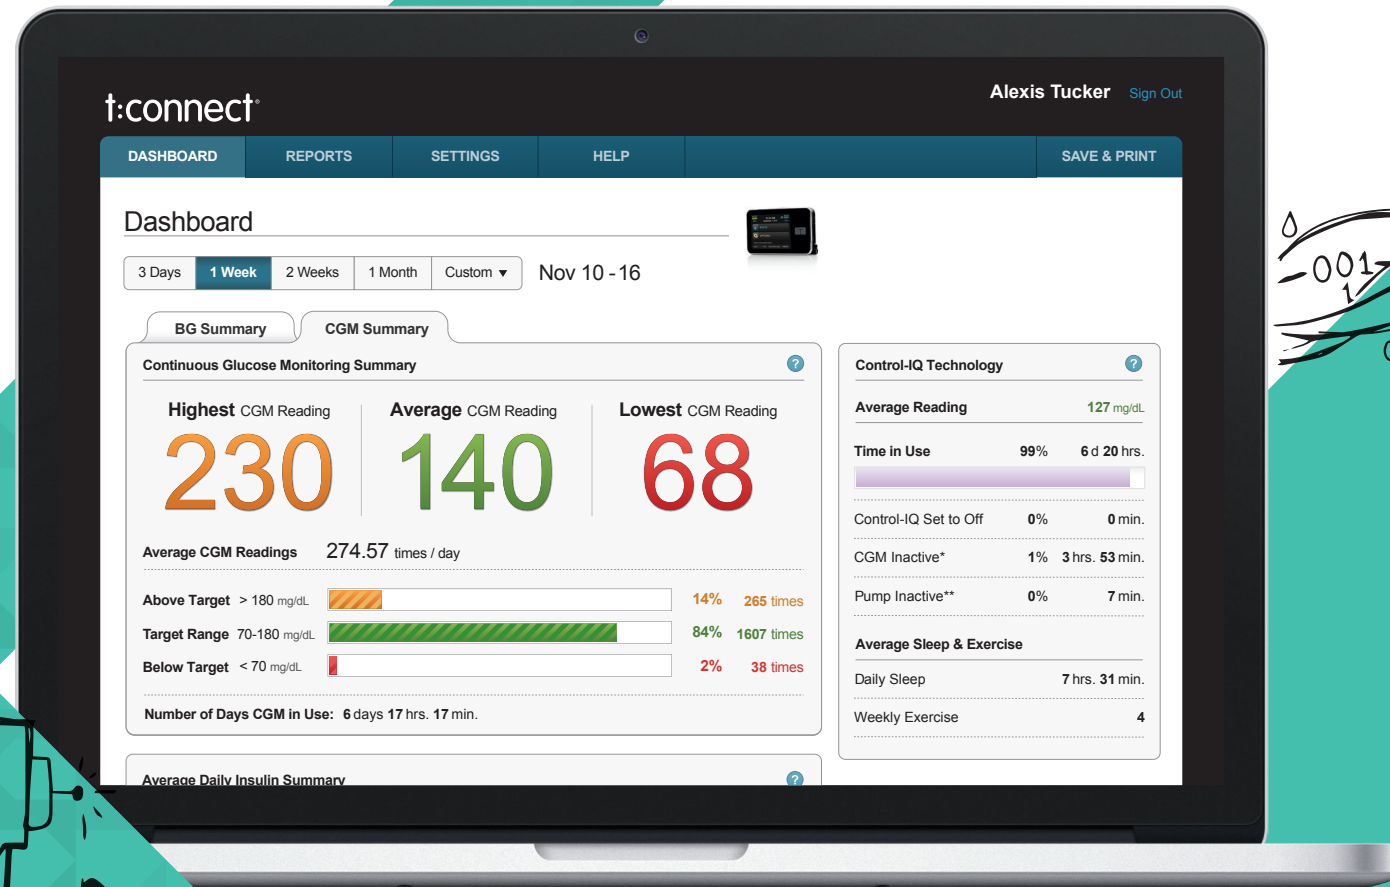 t:connect
Alexis Tucker Sign Out
DASHBOARD REPORTS SETTINGS HELP SAVE & PRINT
Dashboard
3 Days 1 Week 2 Weeks 1 Month Custom ▼ Nov 10 - 16
BG Summary CGM Summary
Continuous Glucose Monitoring Summary ?
Highest CGM Reading Average CGM Reading Lowest CGM Reading
230 140 68
Average CGM Readings 274.57 times / day
Above Target > 180 mg/dL 14% 265 times
Target Range 70-180 mg/dL 84% 1607 times
Below Target < 70 mg/dL 2% 38 times
Number of Days CGM in Use: 6 days 17 hrs. 17 min.
Average Daily Insulin Summary ?
Control-IQ Technology ?
Average Reading 127 mg/dL
Time in Use 99% 6 d 20 hrs.
Control-IQ Set to Off 0% 0 min.
CGM Inactive* 1% 3 hrs. 53 min.
Pump Inactive** 0% 7 min.
Average Sleep & Exercise
Daily Sleep 7 hrs. 31 min.
Weekly Exercise 4
001
1